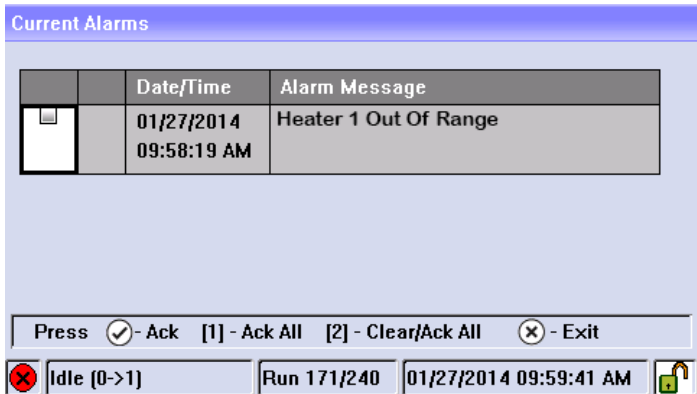 Current Alarms
Date/Time Alarm Message
01/27/2014 Heater 1 Out Of Range
09:58:19 AM
Press - Ack [1] - Ack All [2] - Clear/Ack All - Exit
Idle (0->1) Run 171/240 01/27/2014 09:59:41 AM